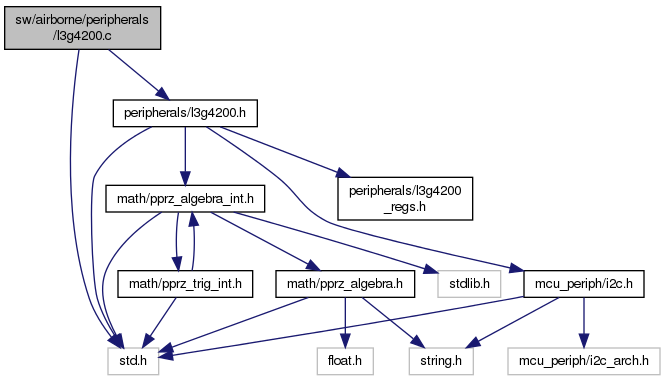 sw/airborne/peripherals
/l3g4200.c
peripherals/l3g4200.h
math/pprz_algebra_int.h
peripherals/l3g4200
_regs.h
math/pprz_trig_int.h
math/pprz_algebra.h
stdlib.h
mcu_periph/i2c.h
std.h
float.h
string.h
mcu_periph/i2c_arch.h